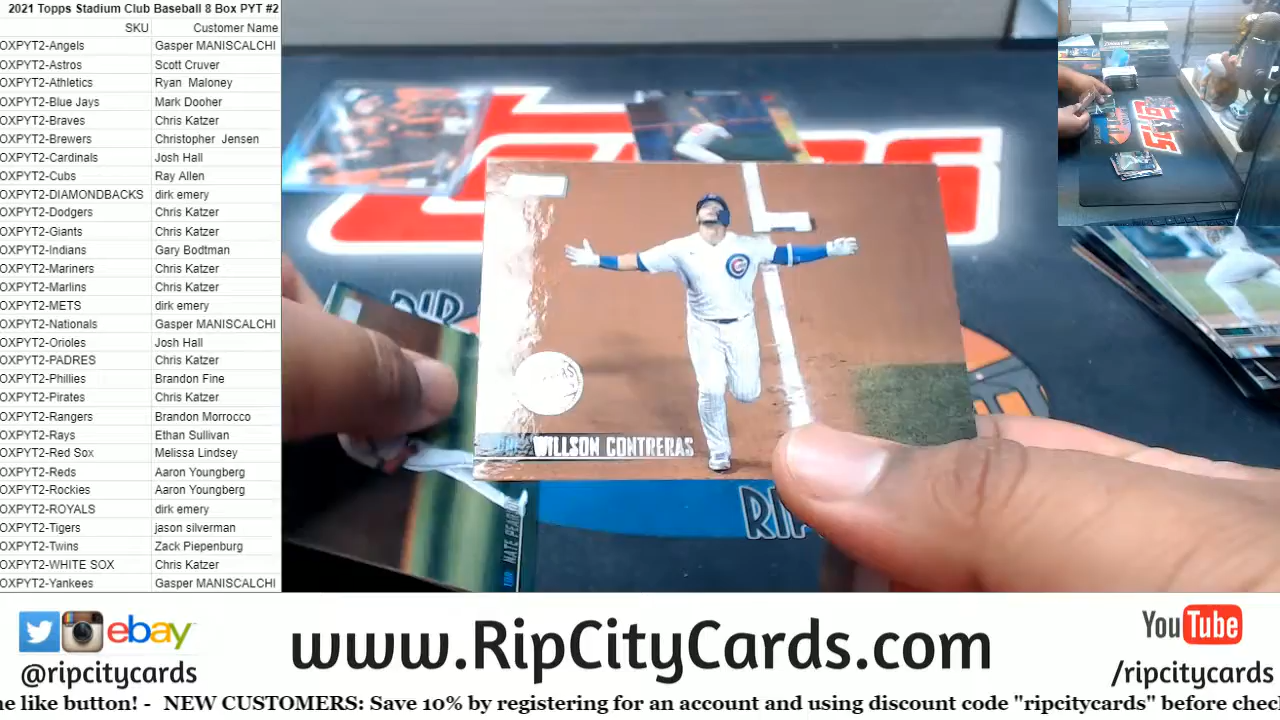 2021 Topps Stadium Club Baseball 8 Box PYT #2
SKU Customer Name
OXPYT2-Angels Gasper MANISCALCHI
OXPYT2-Astros Scott Cruver
OXPYT2-Athletics Ryan Maloney
OXPYT2-Blue Jays Mark Dooher
OXPYT2-Braves Chris Katzer
OXPYT2-Brewers Christopher Jensen
OXPYT2-Cardinals Josh Hall
OXPYT2-Cubs Ray Allen
OXPYT2-DIAMONDBACKS dirk emery
OXPYT2-Dodgers Chris Katzer
OXPYT2-Giants Chris Katzer
OXPYT2-Indians Gary Bodtman
OXPYT2-Mariners Chris Katzer
OXPYT2-Marlins Chris Katzer
OXPYT2-METS dirk emery
OXPYT2-Nationals Gasper MANISCALCHI
OXPYT2-Orioles Josh Hall
OXPYT2-PADRES Chris Katzer
OXPYT2-Phillies Brandon Fine
OXPYT2-Pirates Chris Katzer
OXPYT2-Rangers Brandon Morrocco
OXPYT2-Rays Ethan Sullivan
OXPYT2-Red Sox Melissa Lindsey
OXPYT2-Reds Aaron Youngberg
OXPYT2-Rockies Aaron Youngberg
OXPYT2-ROYALS dirk emery
OXPYT2-Tigers jason silverman
OXPYT2-Twins Zack Piepenburg
OXPYT2-WHITE SOX Chris Katzer
OXPYT2-Yankees Gasper MANISCALCHI
WILLSON CONTRERAS
NATE PEAR
RIP
ebay
@ripcitycards
www.RipCityCards.com
YouTube
/ripcitycards
ne like button! - NEW CUSTOMERS: Save 10% by registering for an account and using discount code "ripcitycards" before chec